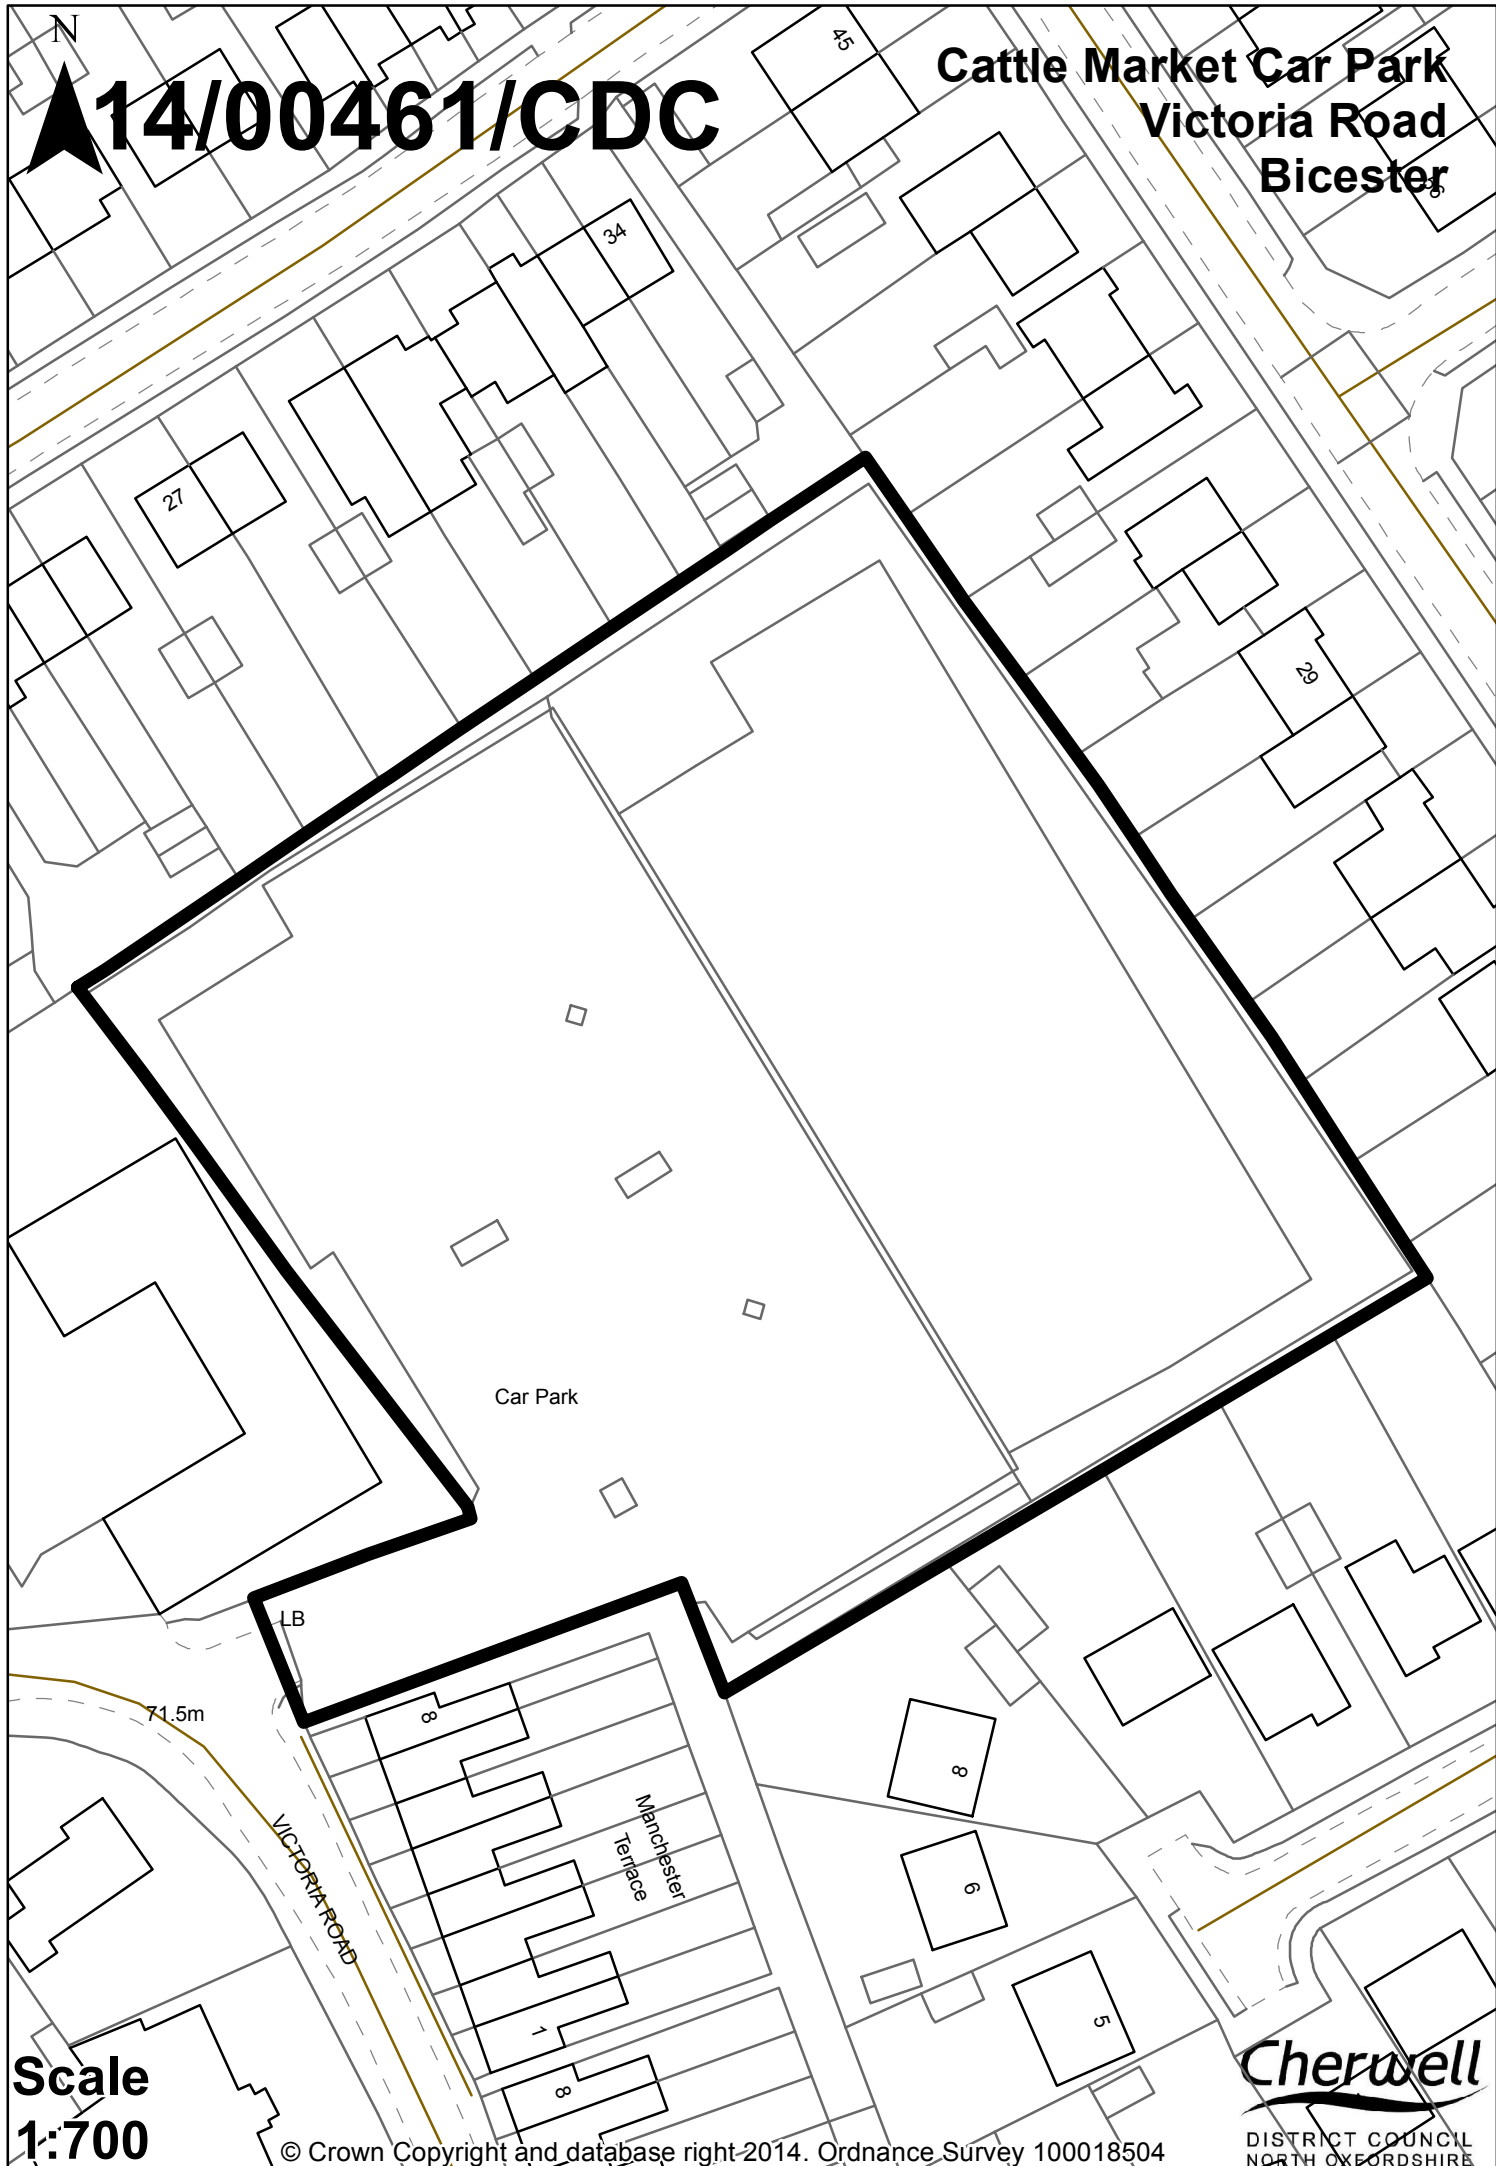 N
14/00461/CDC
Cattle Market Car Park
Victoria Road
Bicester
45
34
27
29
Car Park
LB
71.5m
8
VICTORIA ROAD
Manchester
Terrace
8
6
5
1
8
Scale
1:700
© Crown Copyright and database right 2014. Ordnance Survey 100018504
Cherwell
DISTRICT COUNCIL
NORTH OXFORDSHIRE